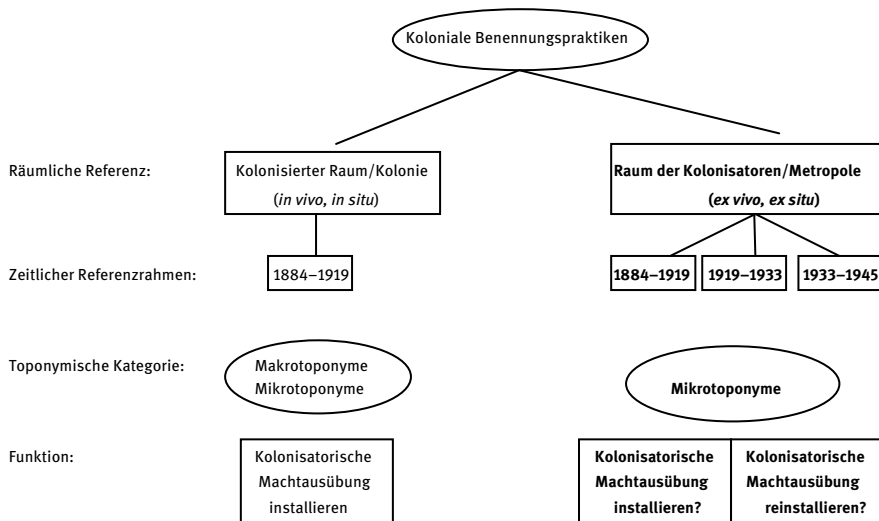 Koloniale Benennungspraktiken
Räumliche Referenz:
Kolonisierter Raum/Kolonie
(in vivo, in situ)
Raum der Kolonisatoren/Metropole
(ex vivo, ex situ)
Zeitlicher Referenzrahmen:
1884–1919
1884–1919
1919–1933
1933–1945
Toponymische Kategorie:
Makrotoponyme
Mikrotoponyme
Mikrotoponyme
Funktion:
Kolonisatorische
Machtausübung
installieren
Kolonisatorische
Machtausübung
installieren?
Kolonisatorische
Machtausübung
reinstallieren?